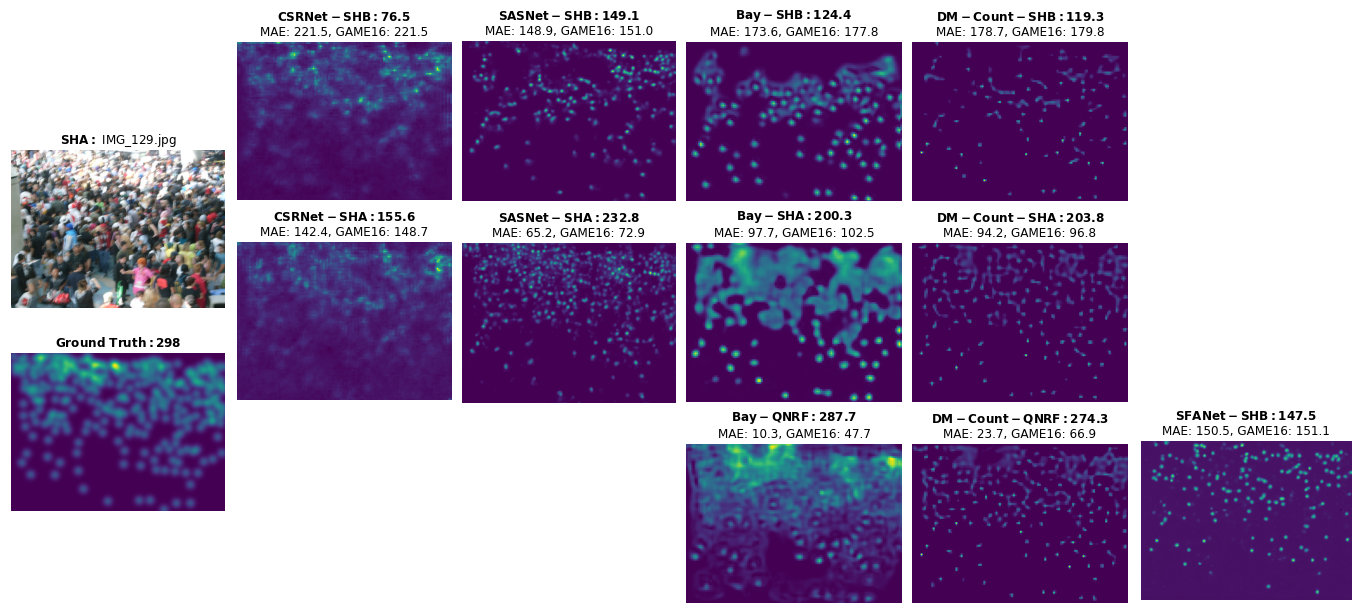 CSRNet − SHB : 76.5
MAE: 221.5, GAME16: 221.5
SASNet − SHB : 149.1
MAE: 148.9, GAME16: 151.0
Bay − SHB : 124.4
MAE: 173.6, GAME16: 177.8
DM − Count − SHB : 119.3
MAE: 178.7, GAME16: 179.8
SHA : IMG_129.jpg
CSRNet − SHA : 155.6
MAE: 142.4, GAME16: 148.7
SASNet − SHA : 232.8
MAE: 65.2, GAME16: 72.9
Bay − SHA : 200.3
MAE: 97.7, GAME16: 102.5
DM − Count − SHA : 203.8
MAE: 94.2, GAME16: 96.8
Ground Truth : 298
Bay − QNRF : 287.7
MAE: 10.3, GAME16: 47.7
DM − Count − QNRF : 274.3
MAE: 23.7, GAME16: 66.9
SFANet − SHB : 147.5
MAE: 150.5, GAME16: 151.1